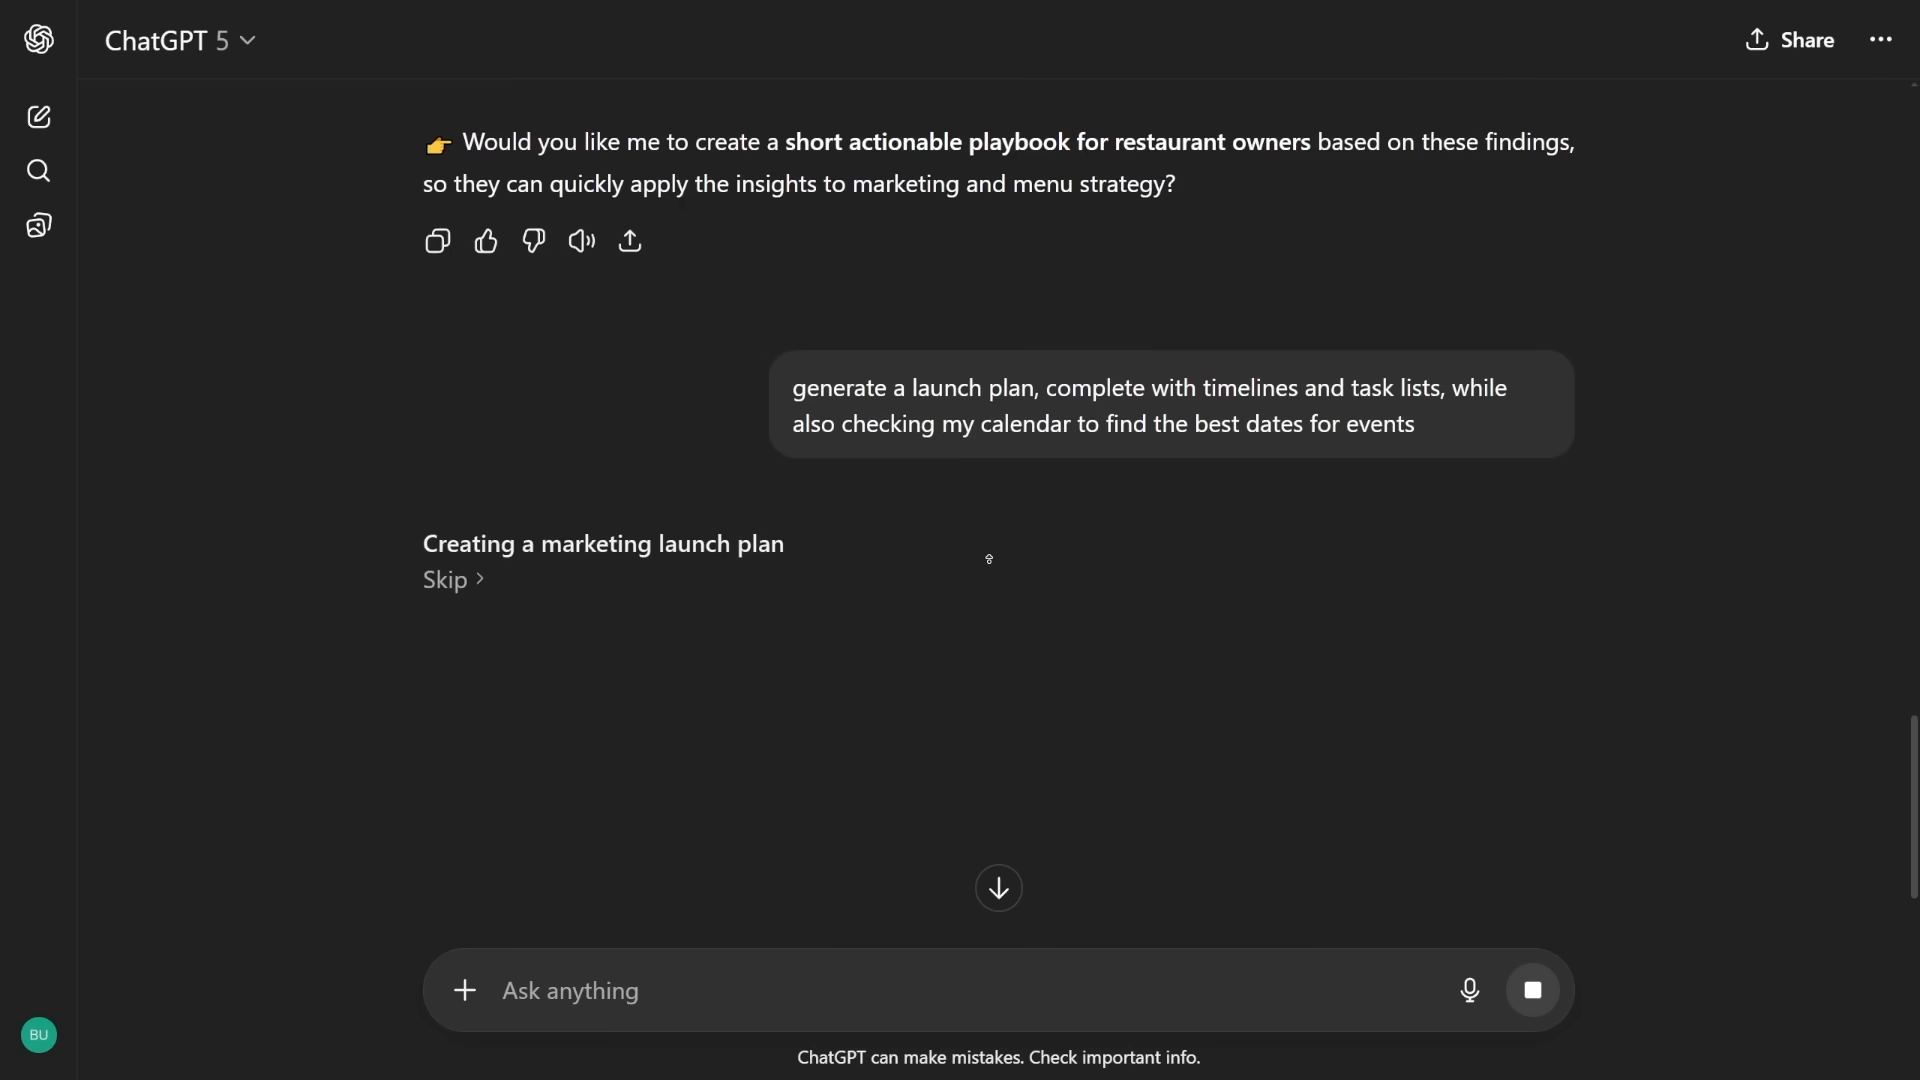 ChatGPT 5
Share
Would you like me to create a short actionable playbook for restaurant owners based on these findings,
so they can quickly apply the insights to marketing and menu strategy?
generate a launch plan, complete with timelines and task lists, while
also checking my calendar to find the best dates for events
Creating a marketing launch plan
Skip
Ask anything
BU
ChatGPT can make mistakes. Check important info.